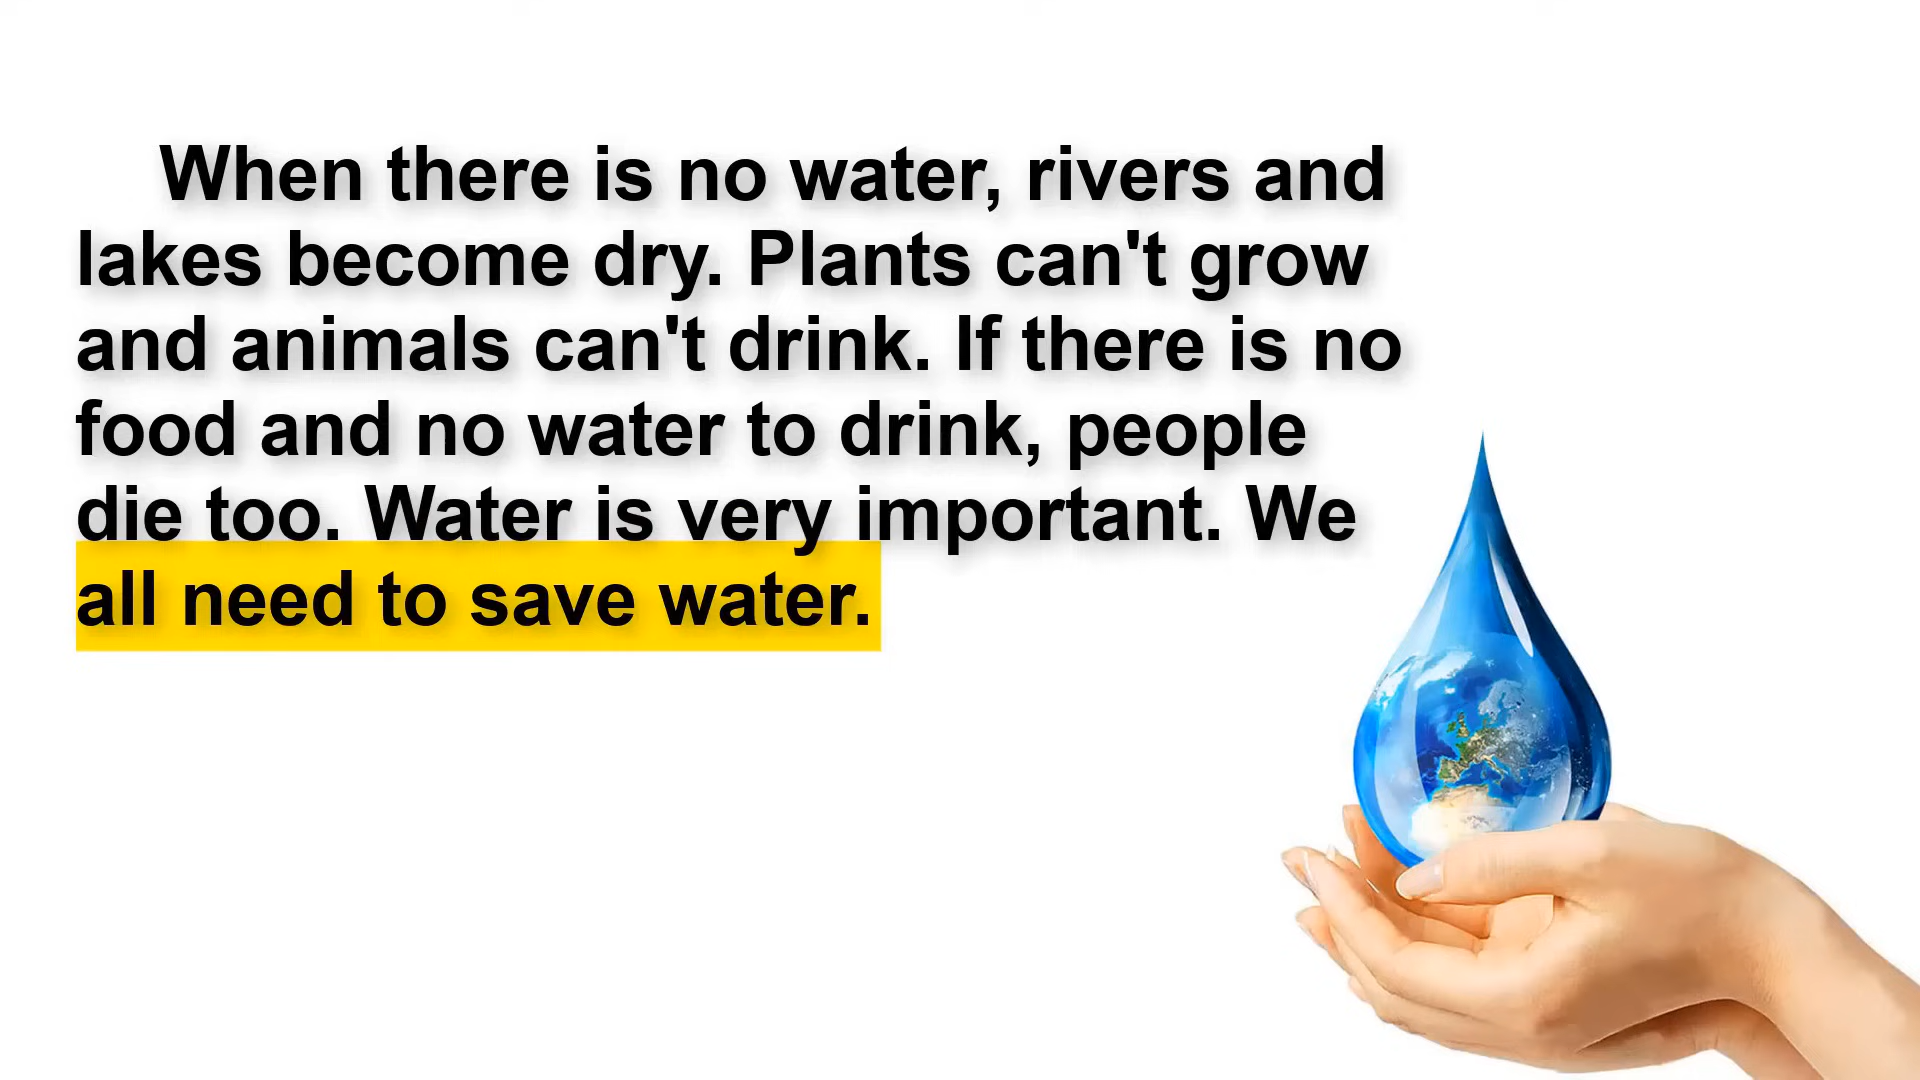 When there is no water, rivers and
lakes become dry. Plants can't grow
and animals can't drink. If there is no
food and no water to drink, people
die too. Water is very important. We
all need to save water.